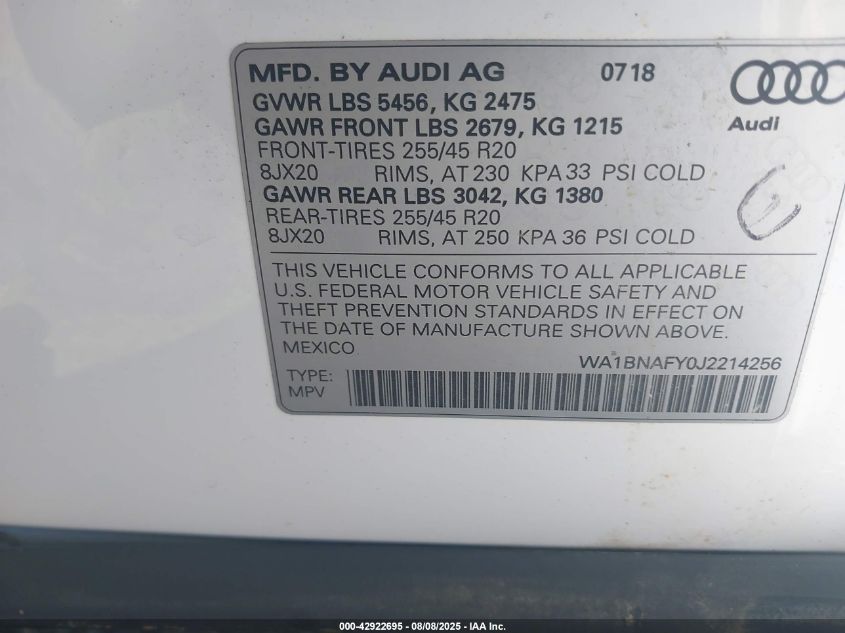 MFD. BY AUDI AG 0718
GVWR LBS 5456, KG 2475
GAWR FRONT LBS 2679, KG 1215
Audi
FRONT-TIRES 255/45 R20
8JX20 RIMS, AT 230 KPA 33 PSI COLD
GAWR REAR LBS 3042, KG 1380
REAR-TIRES 255/45 R20
8JX20 RIMS, AT 250 KPA 36 PSI COLD
THIS VEHICLE CONFORMS TO ALL APPLICABLE
U.S. FEDERAL MOTOR VEHICLE SAFETY AND
THEFT PREVENTION STANDARDS IN EFFECT ON
THE DATE OF MANUFACTURE SHOWN ABOVE.
MEXICO
WA1BNAFY0J2214256
TYPE:
MPV
000-42922695 - 08/08/2025 - IAA Inc.